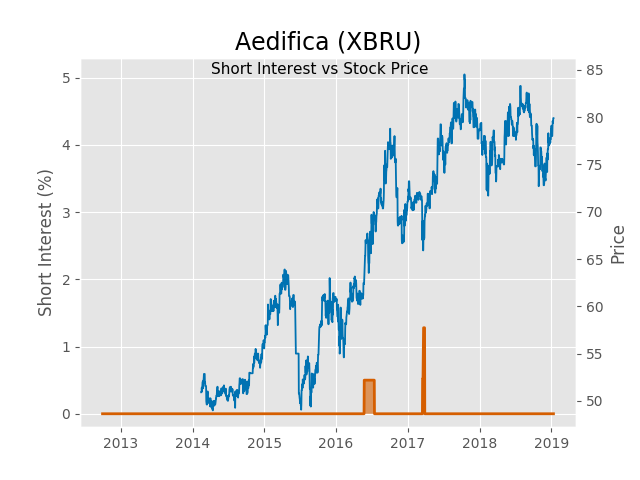 Aedifica (XBRU)
Short Interest vs Stock Price
Short Interest (%)
5
4
3
2
1
0
85
80
75
70
65
60
55
50
Price
2013 2014 2015 2016 2017 2018 2019